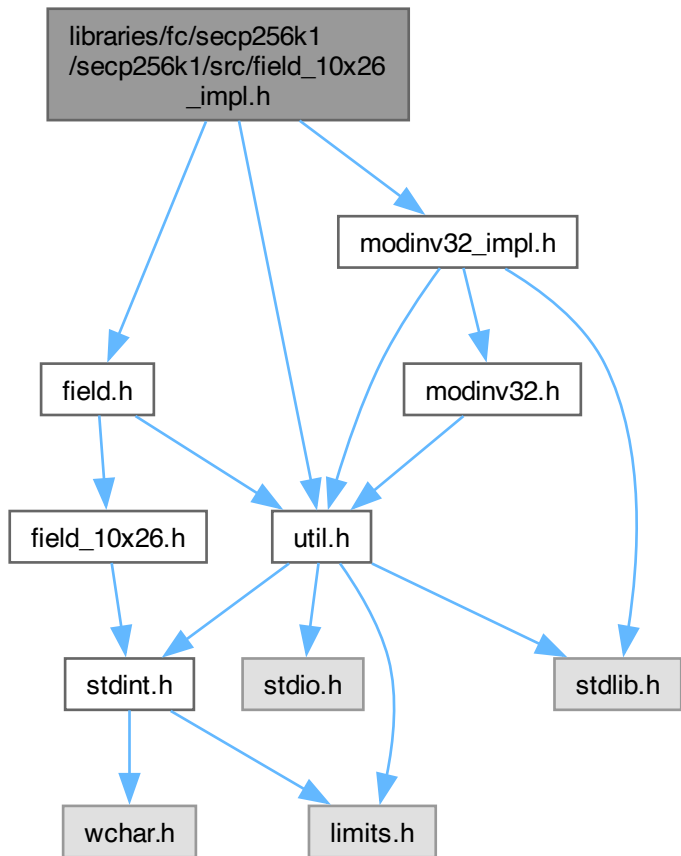 libraries/fc/secp256k1
/secp256k1/src/field_10x26
_impl.h
modinv32_impl.h
field.h
modinv32.h
field_10x26.h
util.h
stdint.h
stdio.h
stdlib.h
wchar.h
limits.h